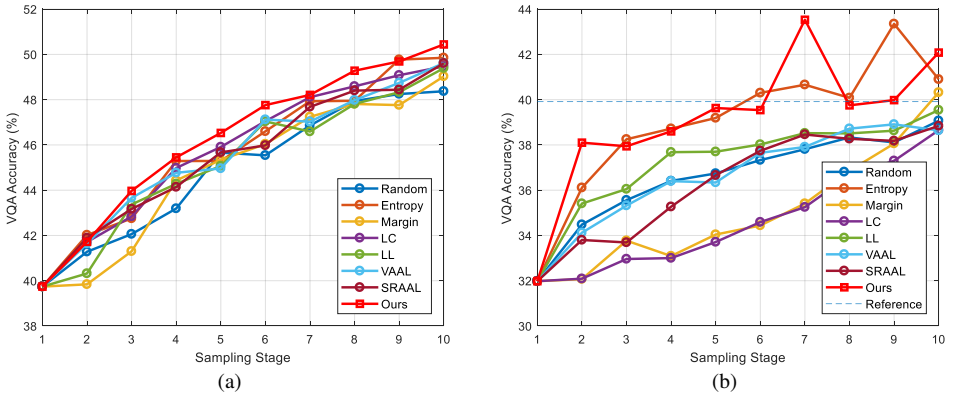 52
50
48
46
44
42
40
38
VQA Accuracy (%)
1 2 3 4 5 6 7 8 9 10
Sampling Stage
Random
Entropy
Margin
LC
LL
VAAL
SRAAL
Ours
(a)
44
42
40
38
36
34
32
30
VQA Accuracy (%)
1 2 3 4 5 6 7 8 9 10
Sampling Stage
Random
Entropy
Margin
LC
LL
VAAL
SRAAL
Ours
Reference
(b)